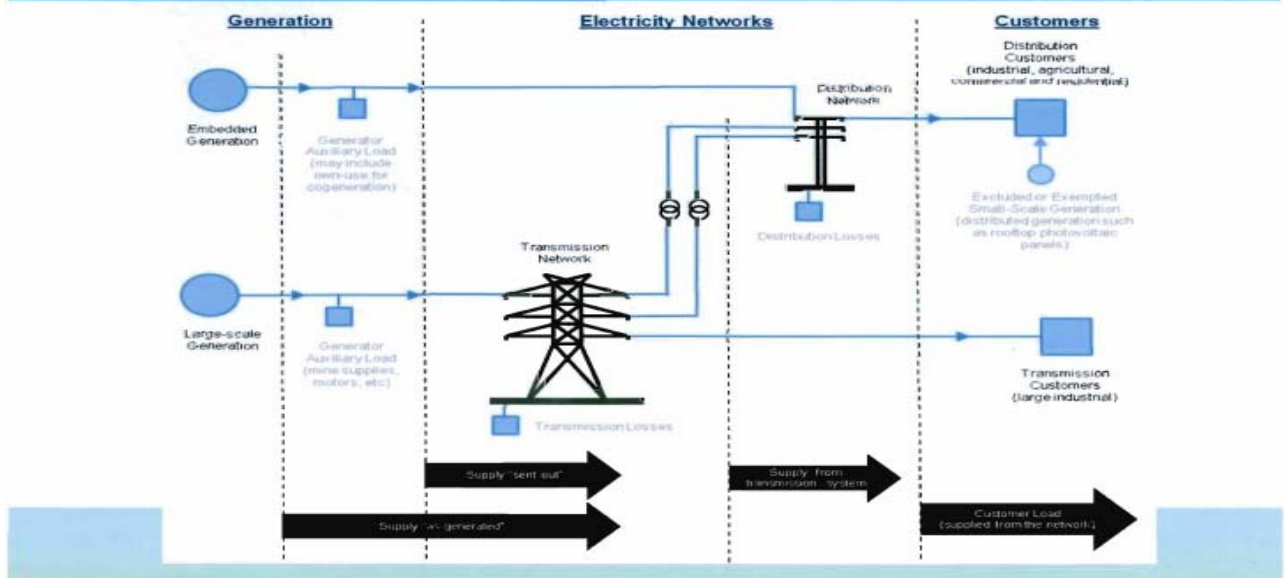 Generation
Electricity Networks
Customers
Distribution
Customers
(industrial, agricultural,
commercial and residential)
Distribution
Network
Embedded
Generation
Generator
Auxiliary Load
(may include
own-use for
cogeneration)
Excluded or Exempted
Small-Scale Generation
(distributed generation such
as rooftop photovoltaic
panels)
Distribution Losses
Transmission
Network
Large-scale
Generation
Generator
Auxiliary Load
(mine supplies,
motors, etc)
Transmission
Customers
(large industrial)
Transmission Losses
Supply "sent out"
Supply from
transmission system
Supply "as generated"
Customer Load
(supplied from the network)